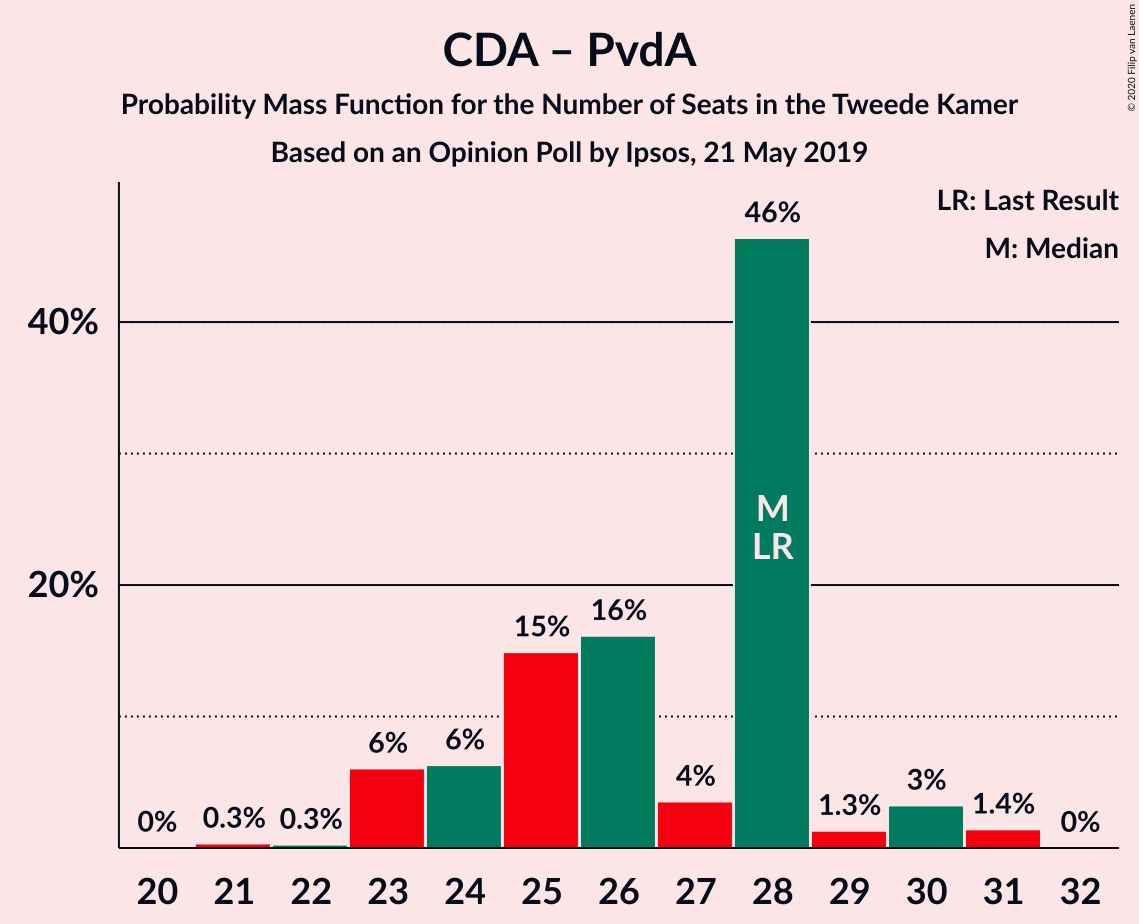 CDA – PvdA
Probability Mass Function for the Number of Seats in the Tweede Kamer
Based on an Opinion Poll by Ipsos, 21 May 2019
© 2020 Filip van Laenen
LR: Last Result
M: Median
46%
40%
M
LR
20%
16%
15%
6%
6%
4%
3%
1.4%
1.3%
0%
0.3%
0.3%
0%
20 21 22 23 24 25 26 27 28 29 30 31 32